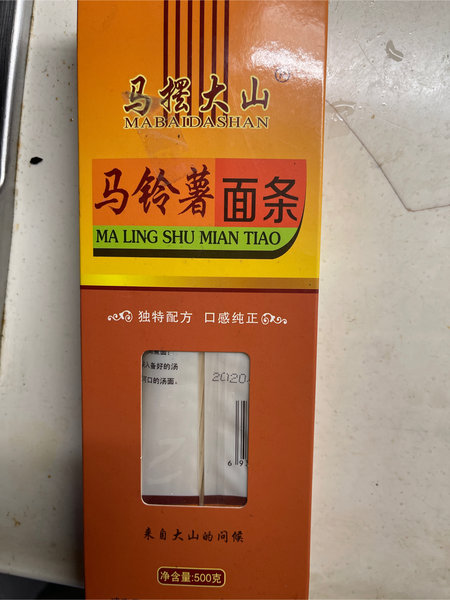 马摆大山
MABAIDASHAN
马铃薯面条
MA LING SHU MIAN TIAO
独特配方 口感纯正
入备好的汤
可口的汤面。
2020
69
来自大山的问候
净含量:500克